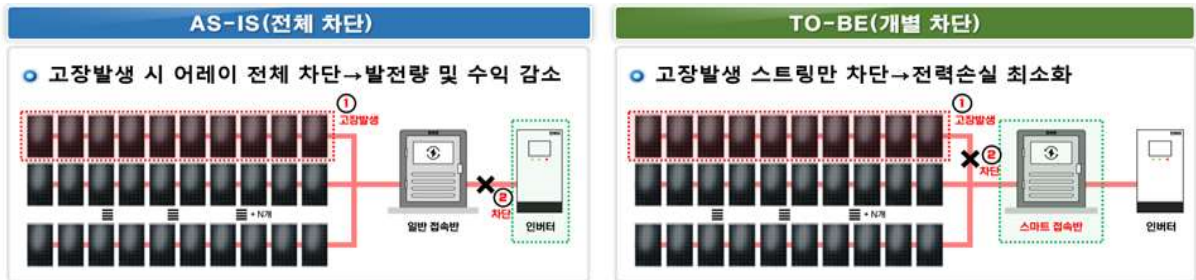 AS-IS(전체 차단)
고장발생 시 어레이 전체 차단→발전량 및 수익 감소
①
고장발생
②
차단
+ N개
일반 접속반
인버터
TO-BE(개별 차단)
고장발생 스트링만 차단→전력손실 최소화
①
고장발생
②
차단
+ N개
스마트 접속반
인버터